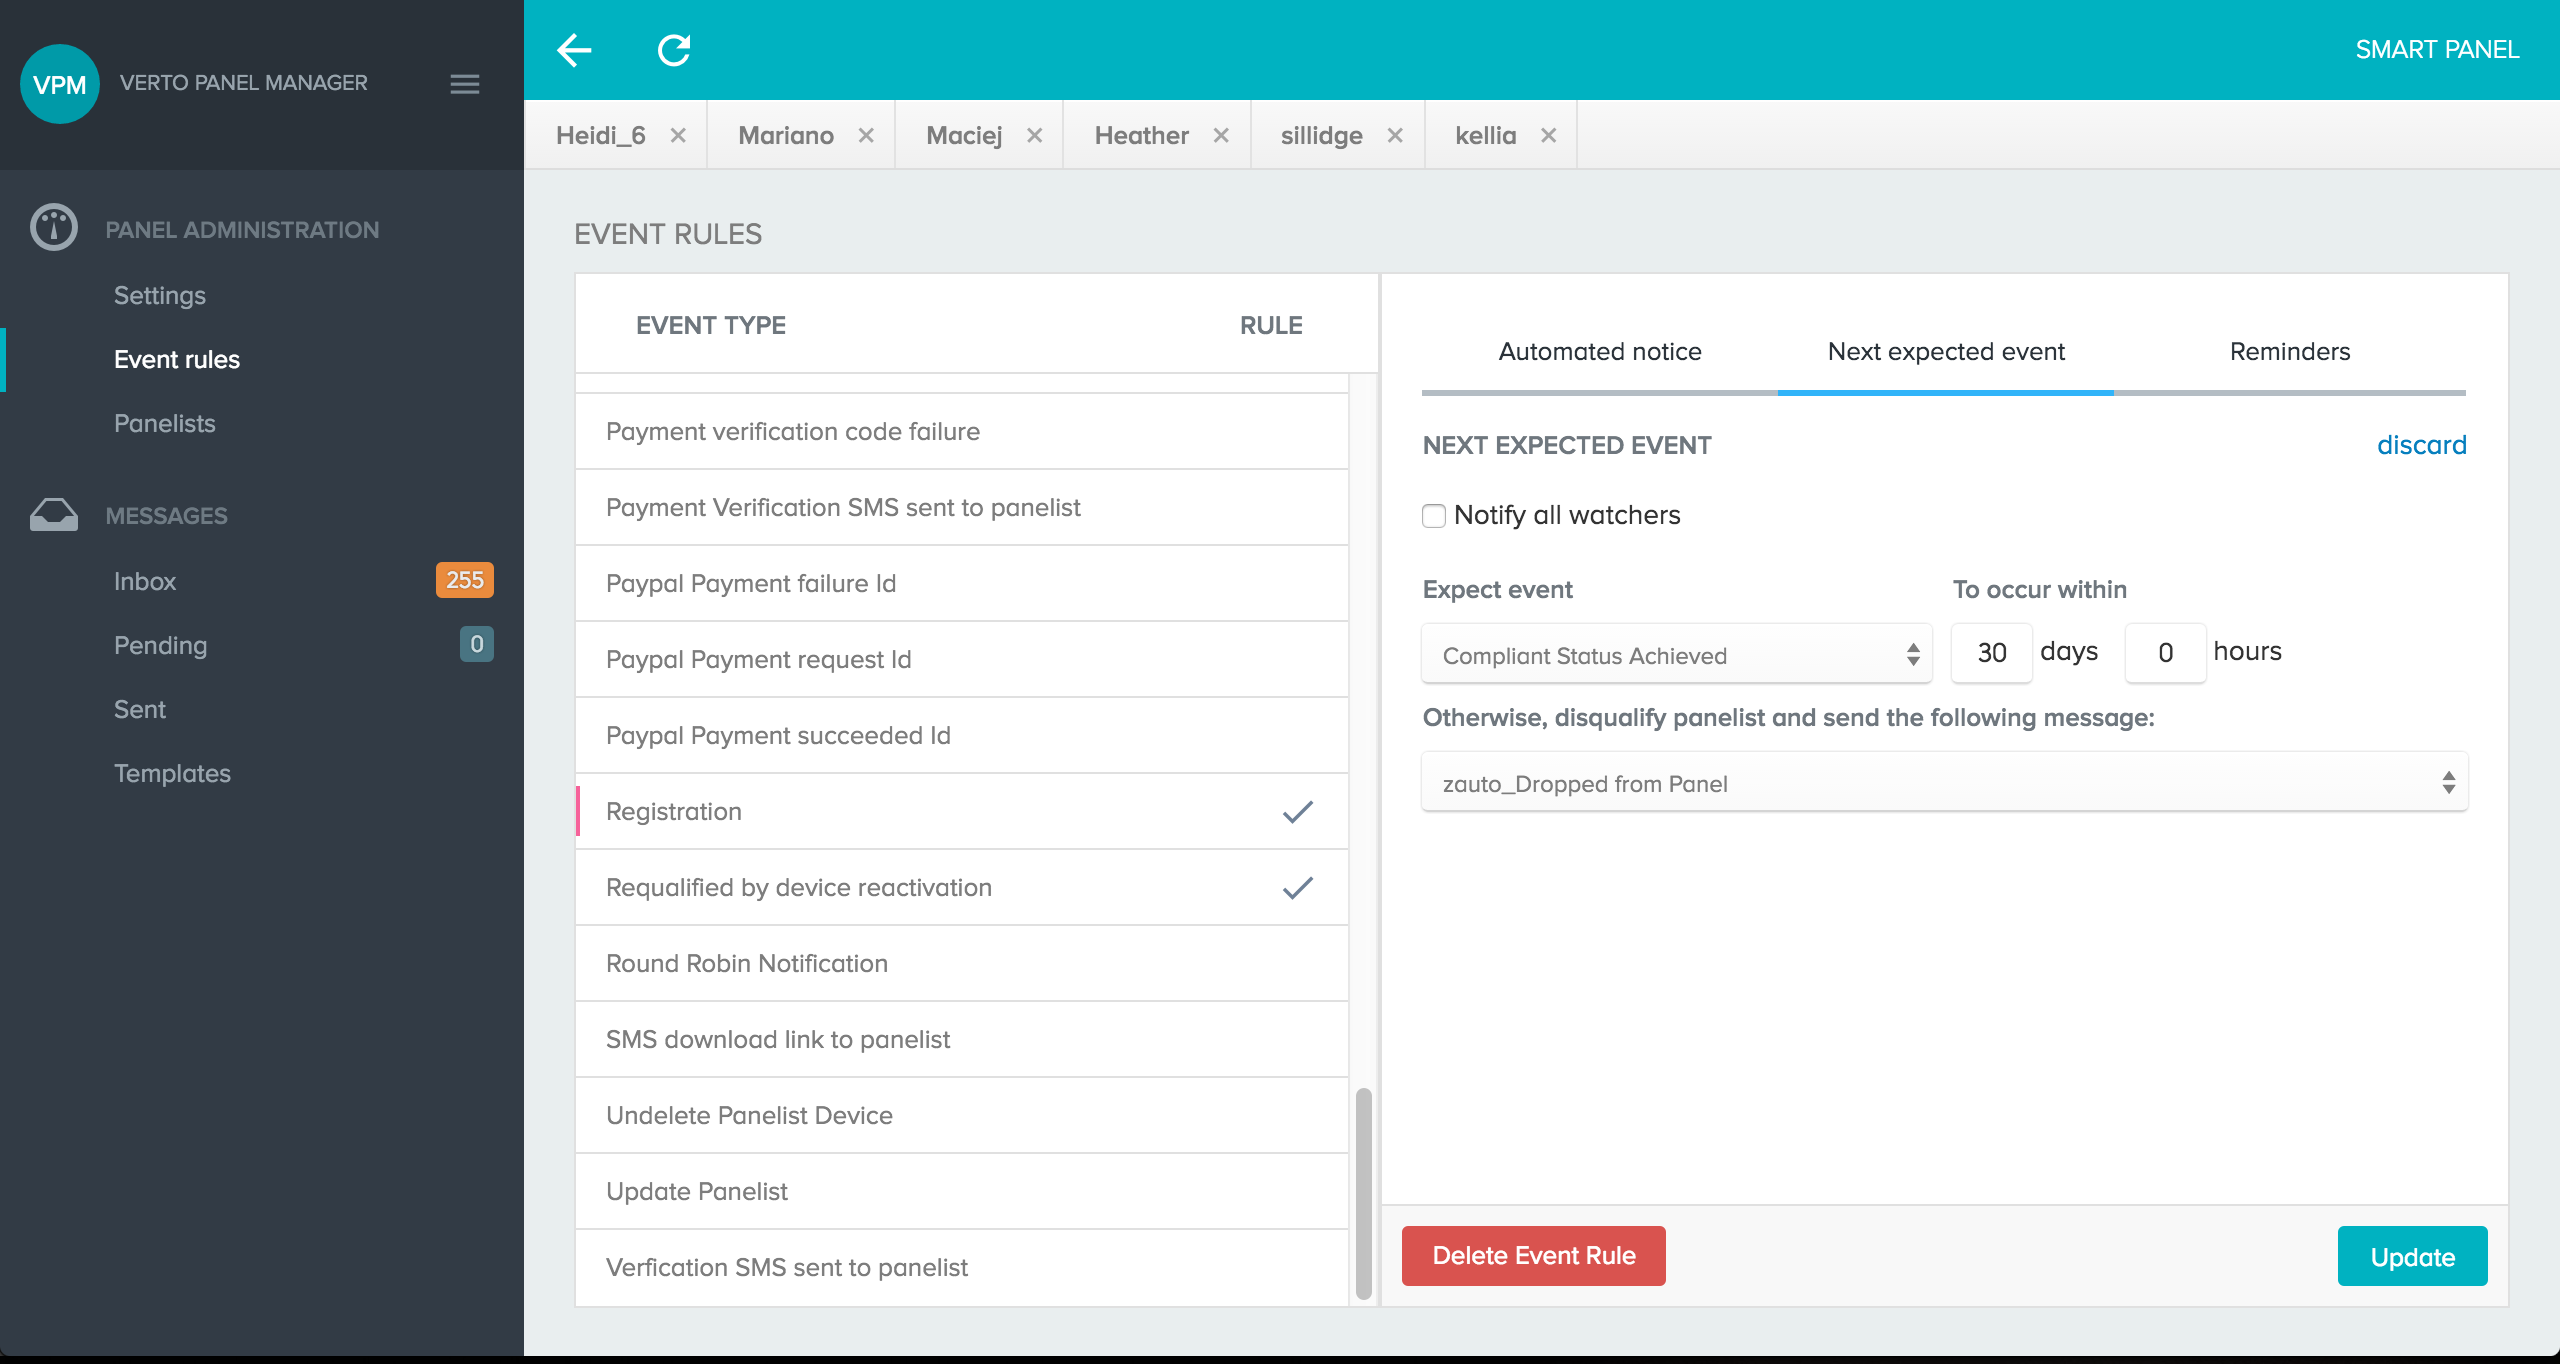 VPM
VERTO PANEL MANAGER
PANEL ADMINISTRATION
Settings
Event rules
Panelists
MESSAGES
Inbox 255
Pending 0
Sent
Templates
SMART PANEL
Heidi_6 Mariano Maciej Heather sillidge kellia
EVENT RULES
EVENT TYPE RULE
Payment verification code failure
Payment Verification SMS sent to panelist
Paypal Payment failure Id
Paypal Payment request Id
Paypal Payment succeeded Id
Registration
Requalified by device reactivation
Round Robin Notification
SMS download link to panelist
Undelete Panelist Device
Update Panelist
Verfication SMS sent to panelist
Automated notice Next expected event Reminders
NEXT EXPECTED EVENT discard
Notify all watchers
Expect event To occur within
Compliant Status Achieved 30 days 0 hours
Otherwise, disqualify panelist and send the following message:
zauto_Dropped from Panel
Delete Event Rule Update